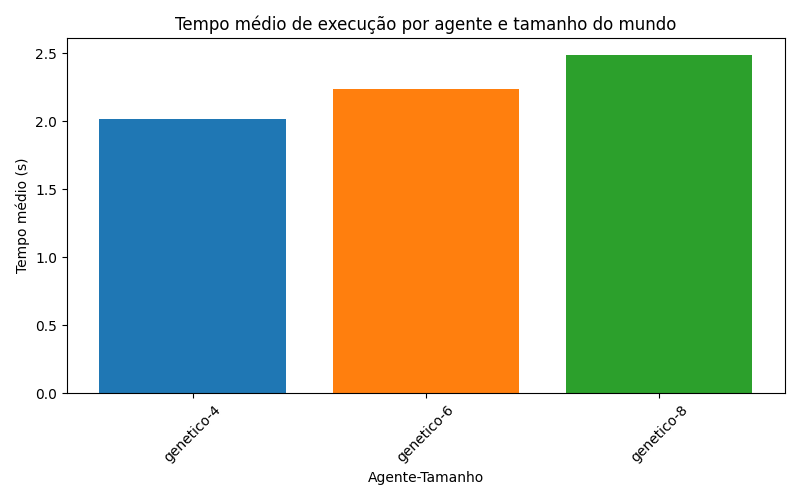 Tempo médio de execução por agente e tamanho do mundo
Tempo médio (s)
2.5
2.0
1.5
1.0
0.5
0.0
genetico-4
genetico-6
genetico-8
Agente-Tamanho